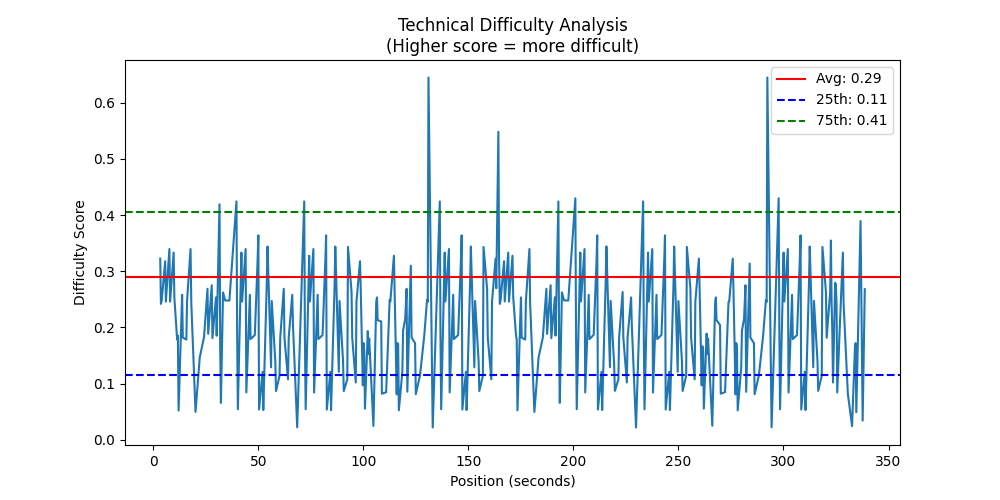 Technical Difficulty Analysis
(Higher score = more difficult)
Avg: 0.29
25th: 0.11
75th: 0.41
Difficulty Score
0.6
0.5
0.4
0.3
0.2
0.1
0.0
0 50 100 150 200 250 300 350
Position (seconds)